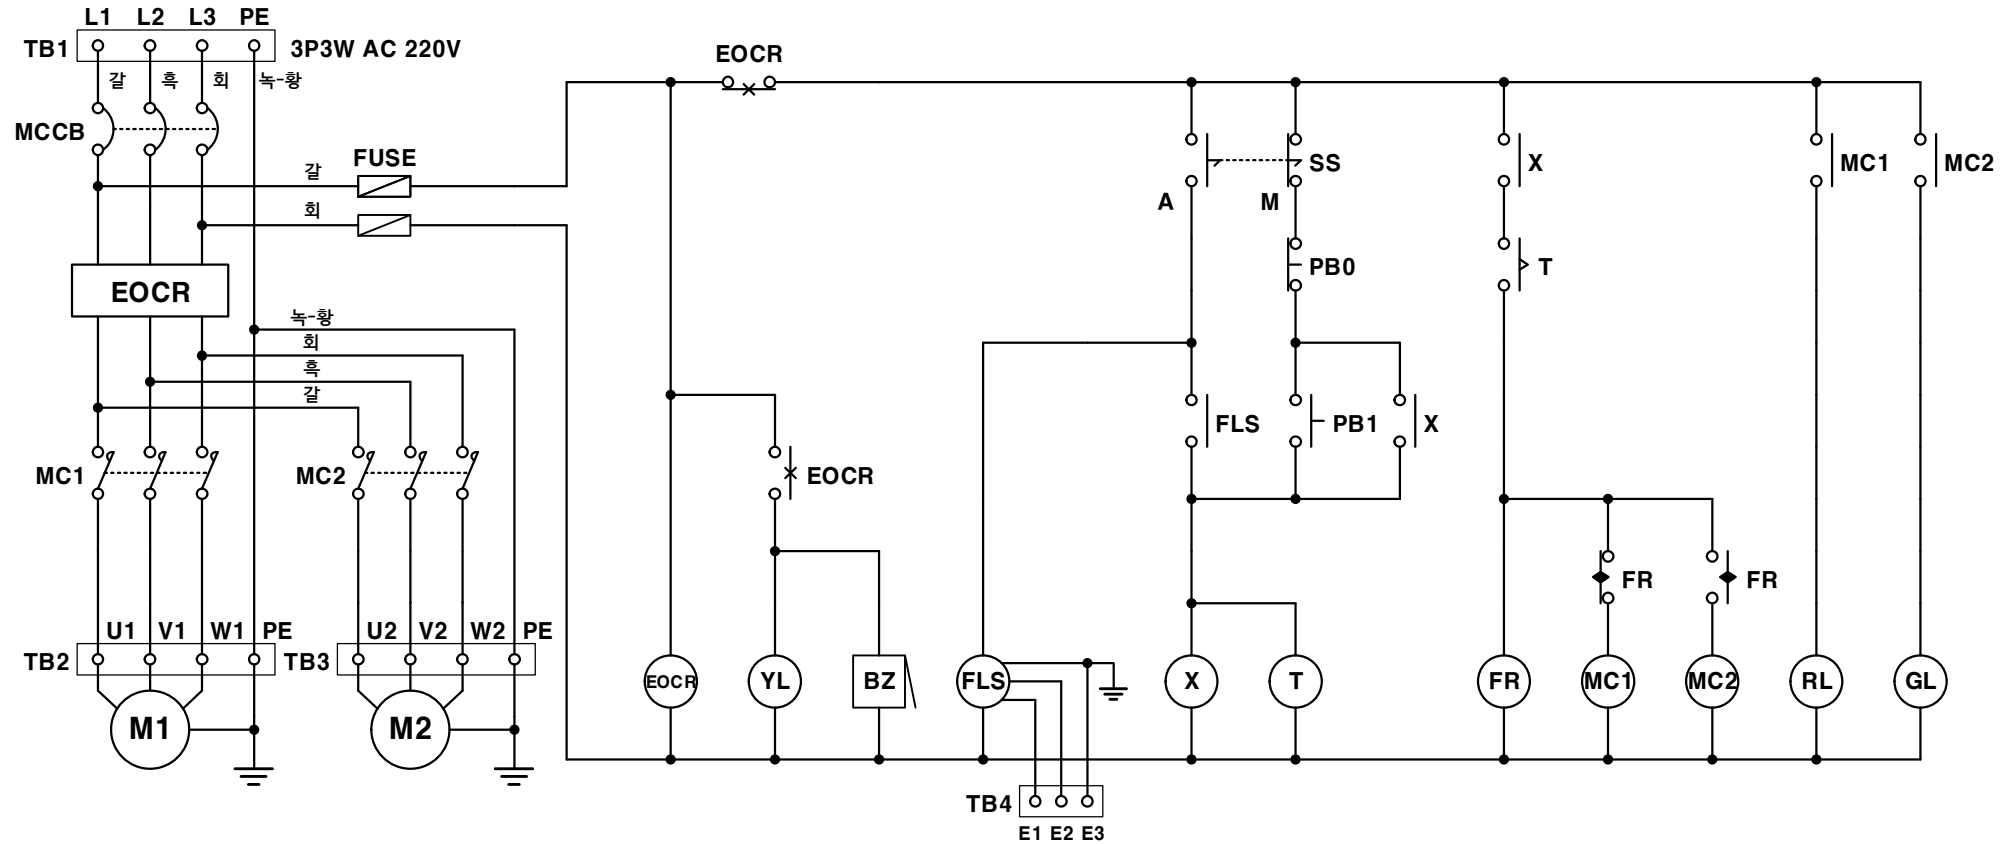 L1 L2 L3 PE
TB1 3P3W AC 220V
갈 흑 회 녹-황
MCCB
FUSE
갈
회
EOCR
녹-황
회
흑
갈
MC1 MC2
U1 V1 W1 PE U2 V2 W2 PE
TB2 TB3
M1 M2
EOCR
SS
A M
PB0
X
T
MC1 MC2
FLS PB1 X
EOCR
FR FR
EOCR YL BZ FLS X T FR MC1 MC2 RL GL
TB4
E1 E2 E3